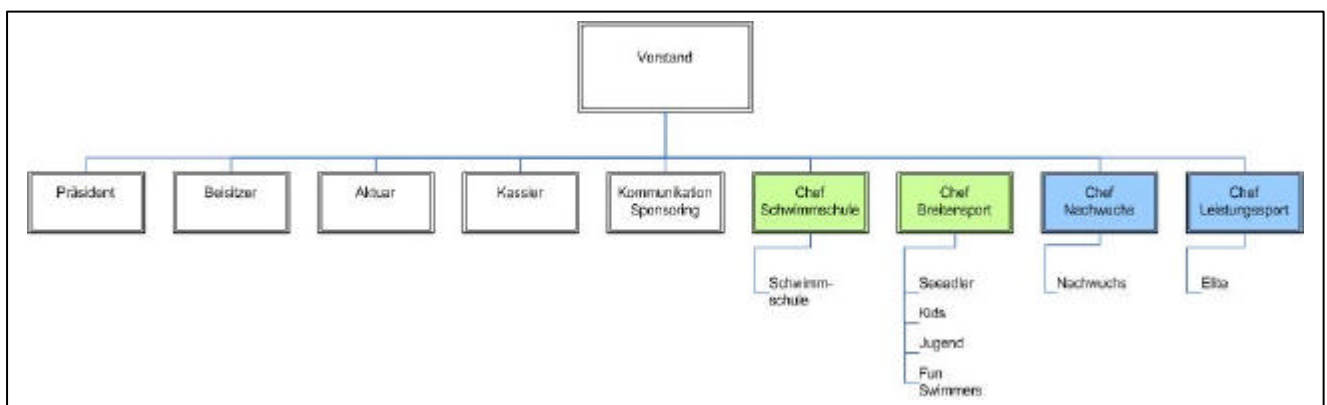 Vorstand
Präsident
Beisitzer
Aktuar
Kassier
Kommunikation
Sponsoring
Chef
Schwimmschule
Chef
Breitensport
Chef
Nachwuchs
Chef
Leistungssport
Schwimm-
schule
Seeadler
Kids
Jugend
Fun
Swimmers
Nachwuchs
Elite